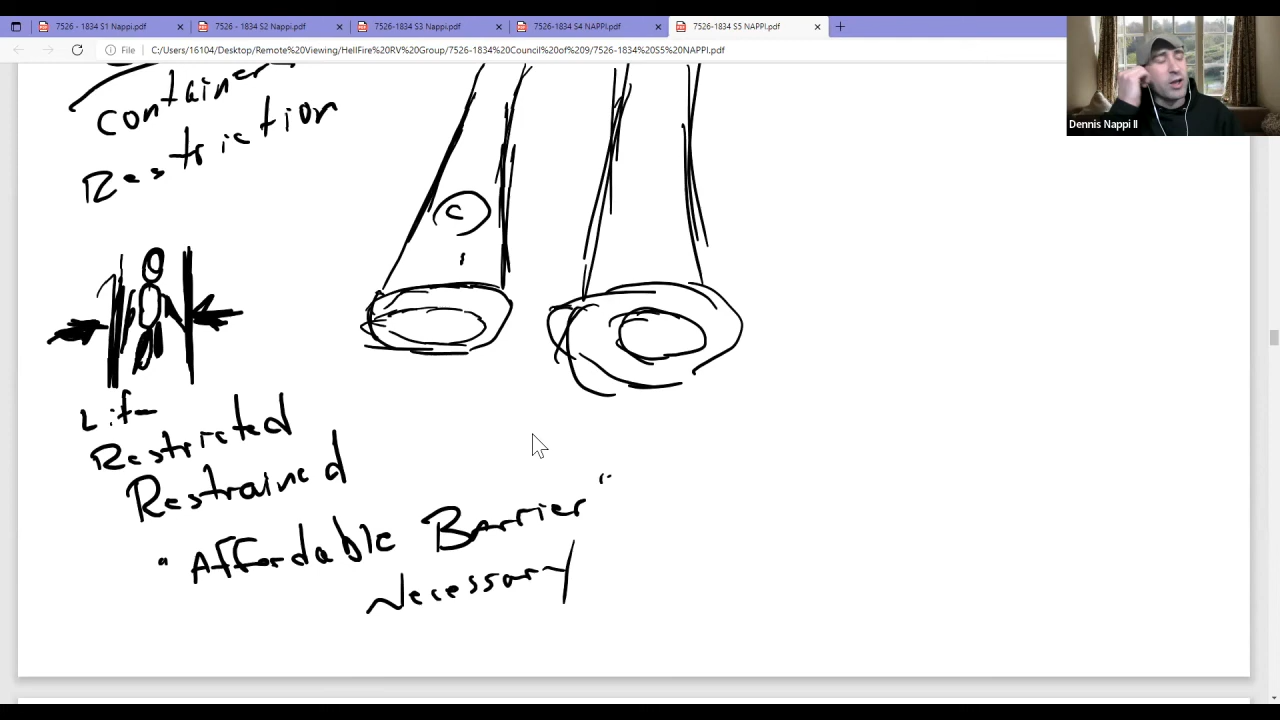 7526 - 1834 S1 Nappi.pdf
7526 - 1834 S2 Nappi.pdf
7526-1834 S3 Nappi.pdf
7526-1834 S4 NAPPI.pdf
7526-1834 S5 NAPPI.pdf
File
C:/Users/16104/Desktop/Remote%20Viewing/HellFire%20RV%20Group/7526-1834%20Council%20of%209/7526-1834%20S5%20NAPPI.pdf
Dennis Nappi II
Container
Restriction
C
Life
Restricted
Restrained
"Affordable Barrier"
Necessary